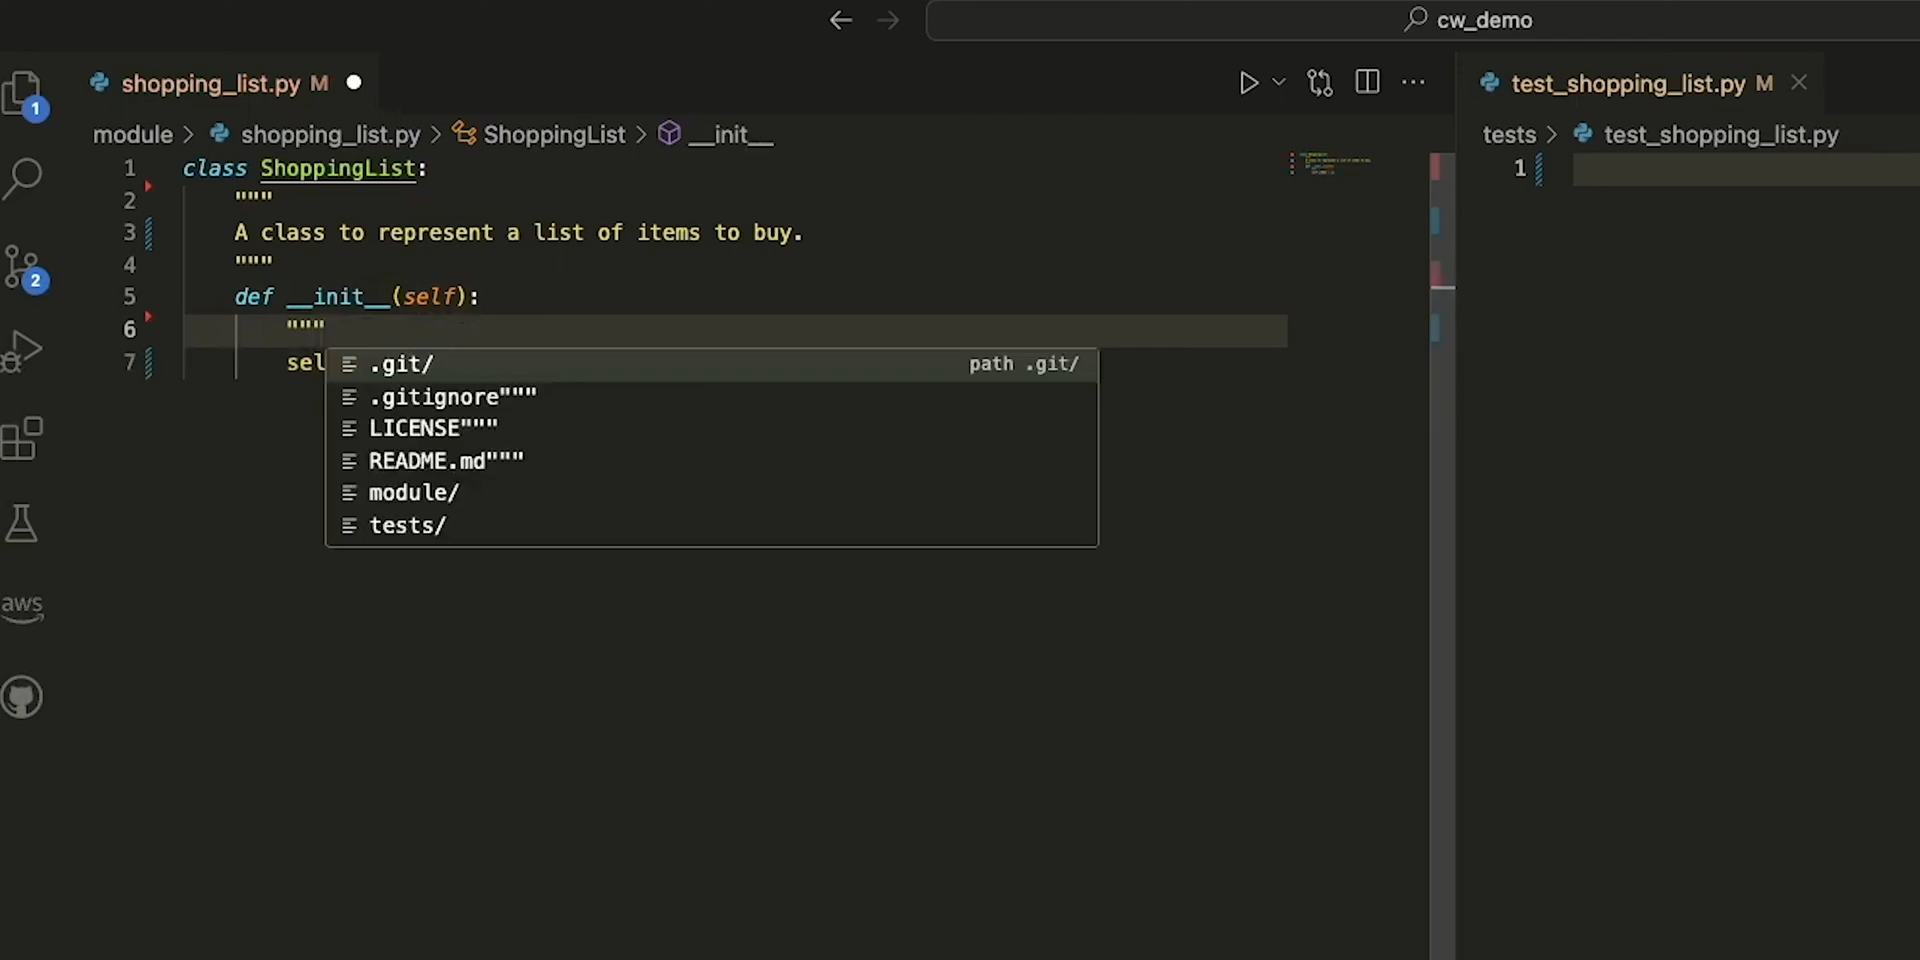 cw_demo
shopping_list.py M
test_shopping_list.py M
module > shopping_list.py > ShoppingList > __init__
tests > test_shopping_list.py
1
2
1 class ShoppingList:
2 """
3 A class to represent a list of items to buy.
4 """
5 def __init__(self):
6 """
7 sel
.git/ path .git/
.gitignore"""
LICENSE"""
README.md"""
module/
tests/
1
aws